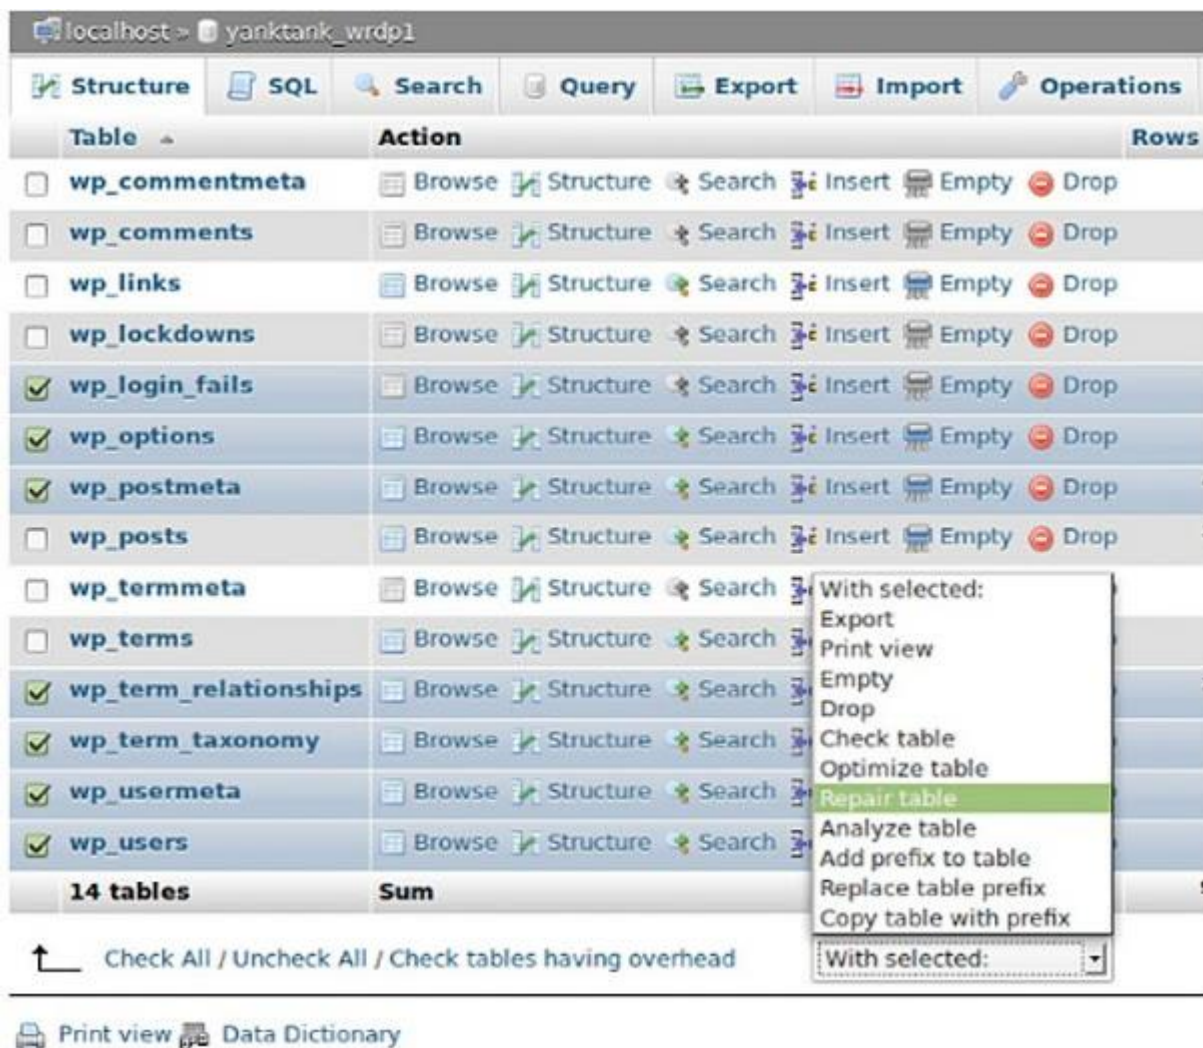 localhost » yanktank_wrdp1
Structure SQL Search Query Export Import Operations
Table Action Rows
wp_commentmeta Browse Structure Search Insert Empty Drop
wp_comments Browse Structure Search Insert Empty Drop
wp_links Browse Structure Search Insert Empty Drop
wp_lockdowns Browse Structure Search Insert Empty Drop
wp_login_fails Browse Structure Search Insert Empty Drop
wp_options Browse Structure Search Insert Empty Drop
wp_postmeta Browse Structure Search Insert Empty Drop
wp_posts Browse Structure Search Insert Empty Drop
wp_termmeta Browse Structure Search
wp_terms Browse Structure Search
wp_term_relationships Browse Structure Search
wp_term_taxonomy Browse Structure Search
wp_usermeta Browse Structure Search
wp_users Browse Structure Search
14 tables Sum
With selected:
Export
Print view
Empty
Drop
Check table
Optimize table
Repair table
Analyze table
Add prefix to table
Replace table prefix
Copy table with prefix
Check All / Uncheck All / Check tables having overhead With selected:
Print view Data Dictionary